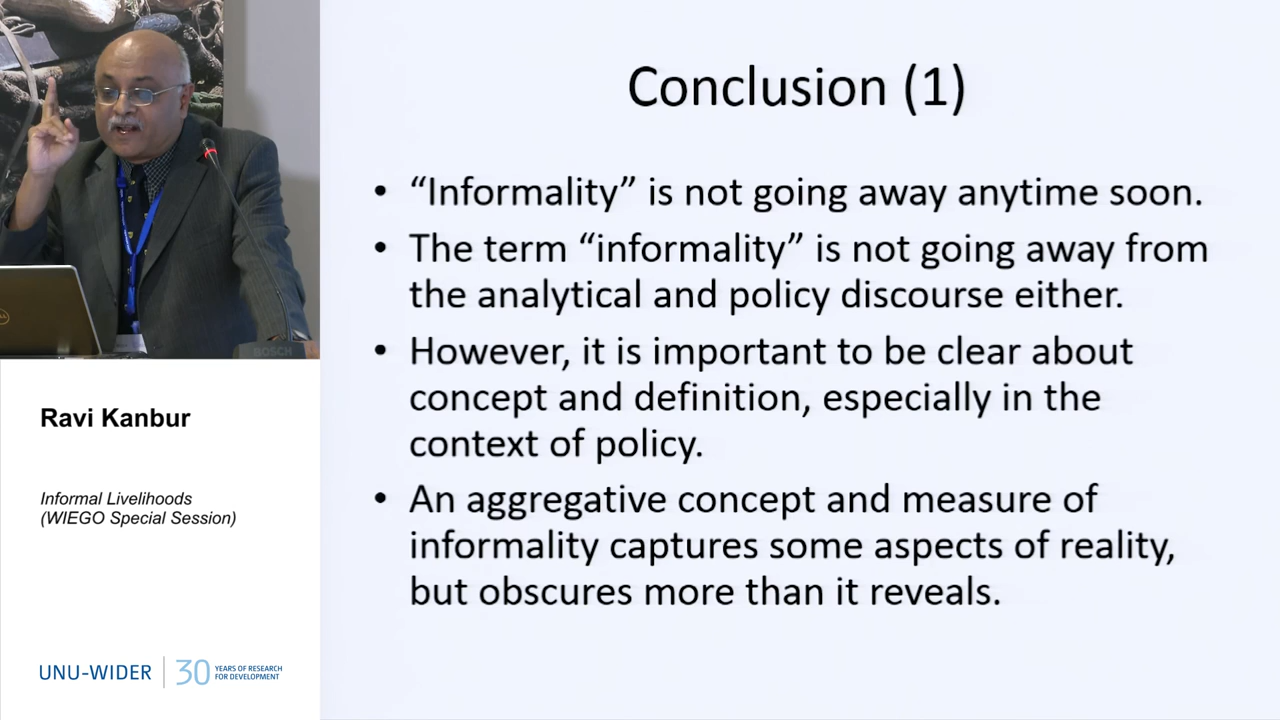 Conclusion (1)
• “Informality” is not going away anytime soon.
• The term “informality” is not going away from
the analytical and policy discourse either.
• However, it is important to be clear about
concept and definition, especially in the
context of policy.
• An aggregative concept and measure of
informality captures some aspects of reality,
but obscures more than it reveals.
BOSCH
Ravi Kanbur
Informal Livelihoods
(WIEGO Special Session)
UNU-WIDER
30 YEARS OF RESEARCH
FOR DEVELOPMENT